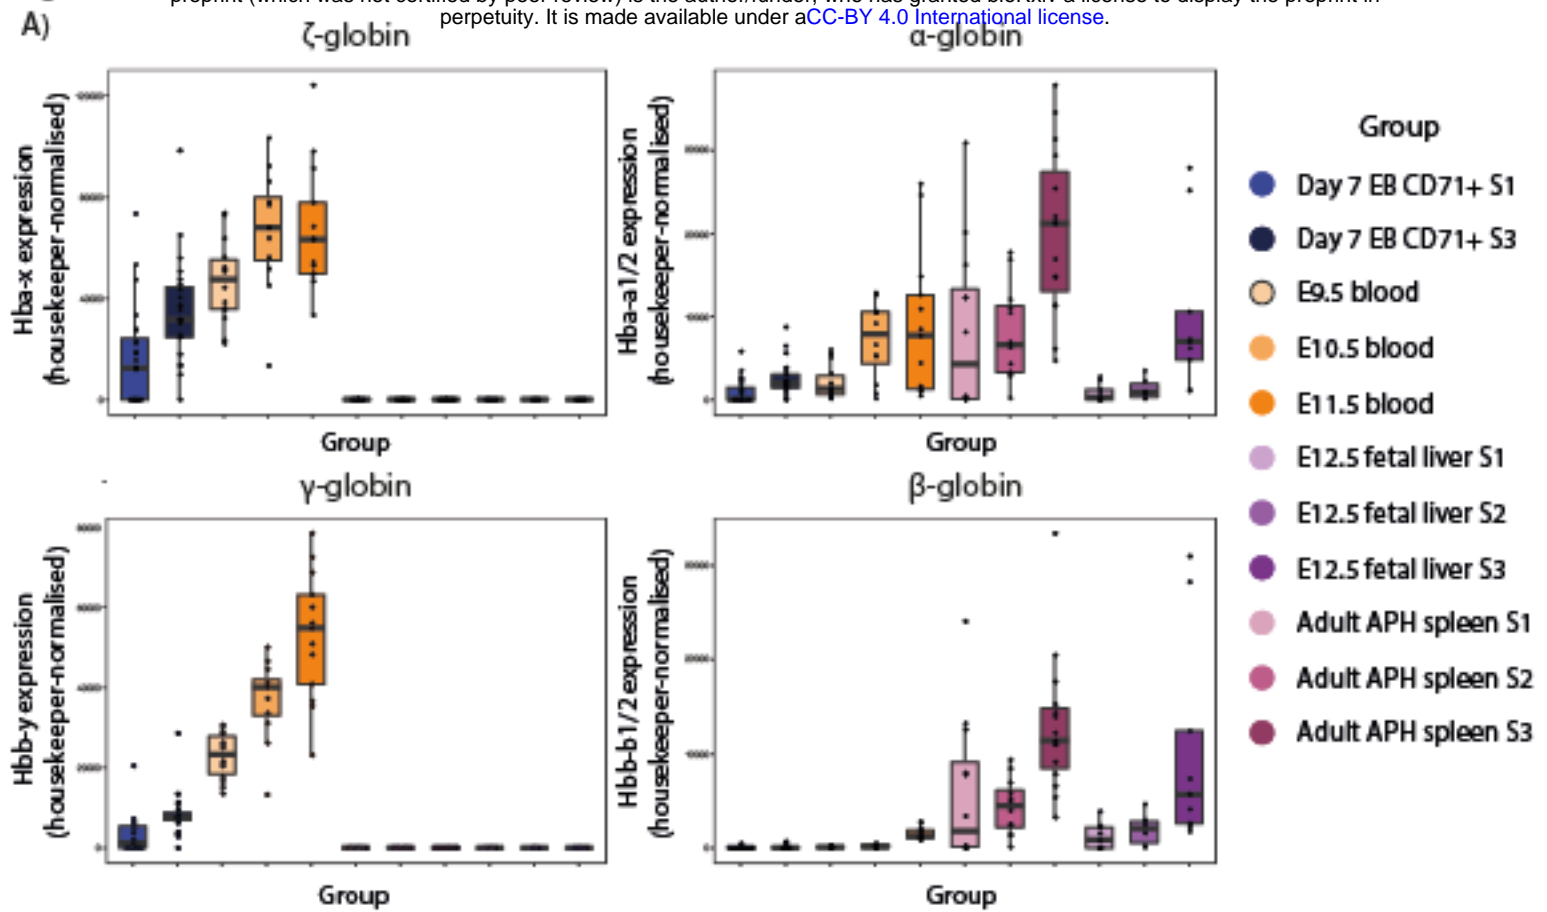 perpetuity. It is made available under aCC-BY 4.0 International license.
A)
ζ-globin
α-globin
Hba-x expression
(housekeeper-normalised)
Group
Hba-a1/2 expression
(housekeeper-normalised)
Group
Group
Day 7 EB CD71+ S1
Day 7 EB CD71+ S3
E9.5 blood
E10.5 blood
E11.5 blood
E12.5 fetal liver S1
E12.5 fetal liver S2
E12.5 fetal liver S3
Adult APH spleen S1
Adult APH spleen S2
Adult APH spleen S3
γ-globin
β-globin
Hbb-y expression
(housekeeper-normalised)
Group
Hbb-b1/2 expression
(housekeeper-normalised)
Group